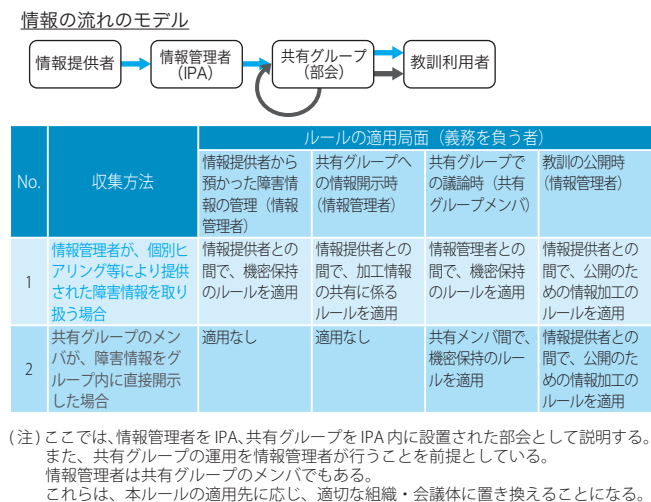 情報の流れのモデル
情報提供者
情報管理者
（IPA）
共有グループ
（部会）
教訓利用者
ルールの適用局面（義務を負う者）
No.
収集方法
情報提供者から
預かった障害情
報の管理（情報
管理者）
共有グループへ
の情報開示時
（情報管理者）
共有グループで
の議論時（共有
グループメンバ）
教訓の公開時
（情報管理者）
1
情報管理者が、個別ヒ
アリング等により提供
された障害情報を取り
扱う場合
情報提供者との
間で、機密保持
のルールを適用
情報提供者との
間で、加工情報
の共有に係る
ルールを適用
情報管理者との
間で、機密保持
のルールを適用
情報提供者との
間で、公開のた
めの情報加工の
ルールを適用
2
共有グループのメン
バが、障害情報をグ
ループ内に直接開示
した場合
適用なし
適用なし
共有メンバ間で、
機密保持のルー
ルを適用
情報提供者との
間で、公開のた
めの情報加工の
ルールを適用
(注) ここでは、情報管理者を IPA、共有グループを IPA 内に設置された部会として説明する。
また、共有グループの運用を情報管理者が行うことを前提としている。
情報管理者は共有グループのメンバでもある。
これらは、本ルールの適用先に応じ、適切な組織・会議体に置き換えることになる。